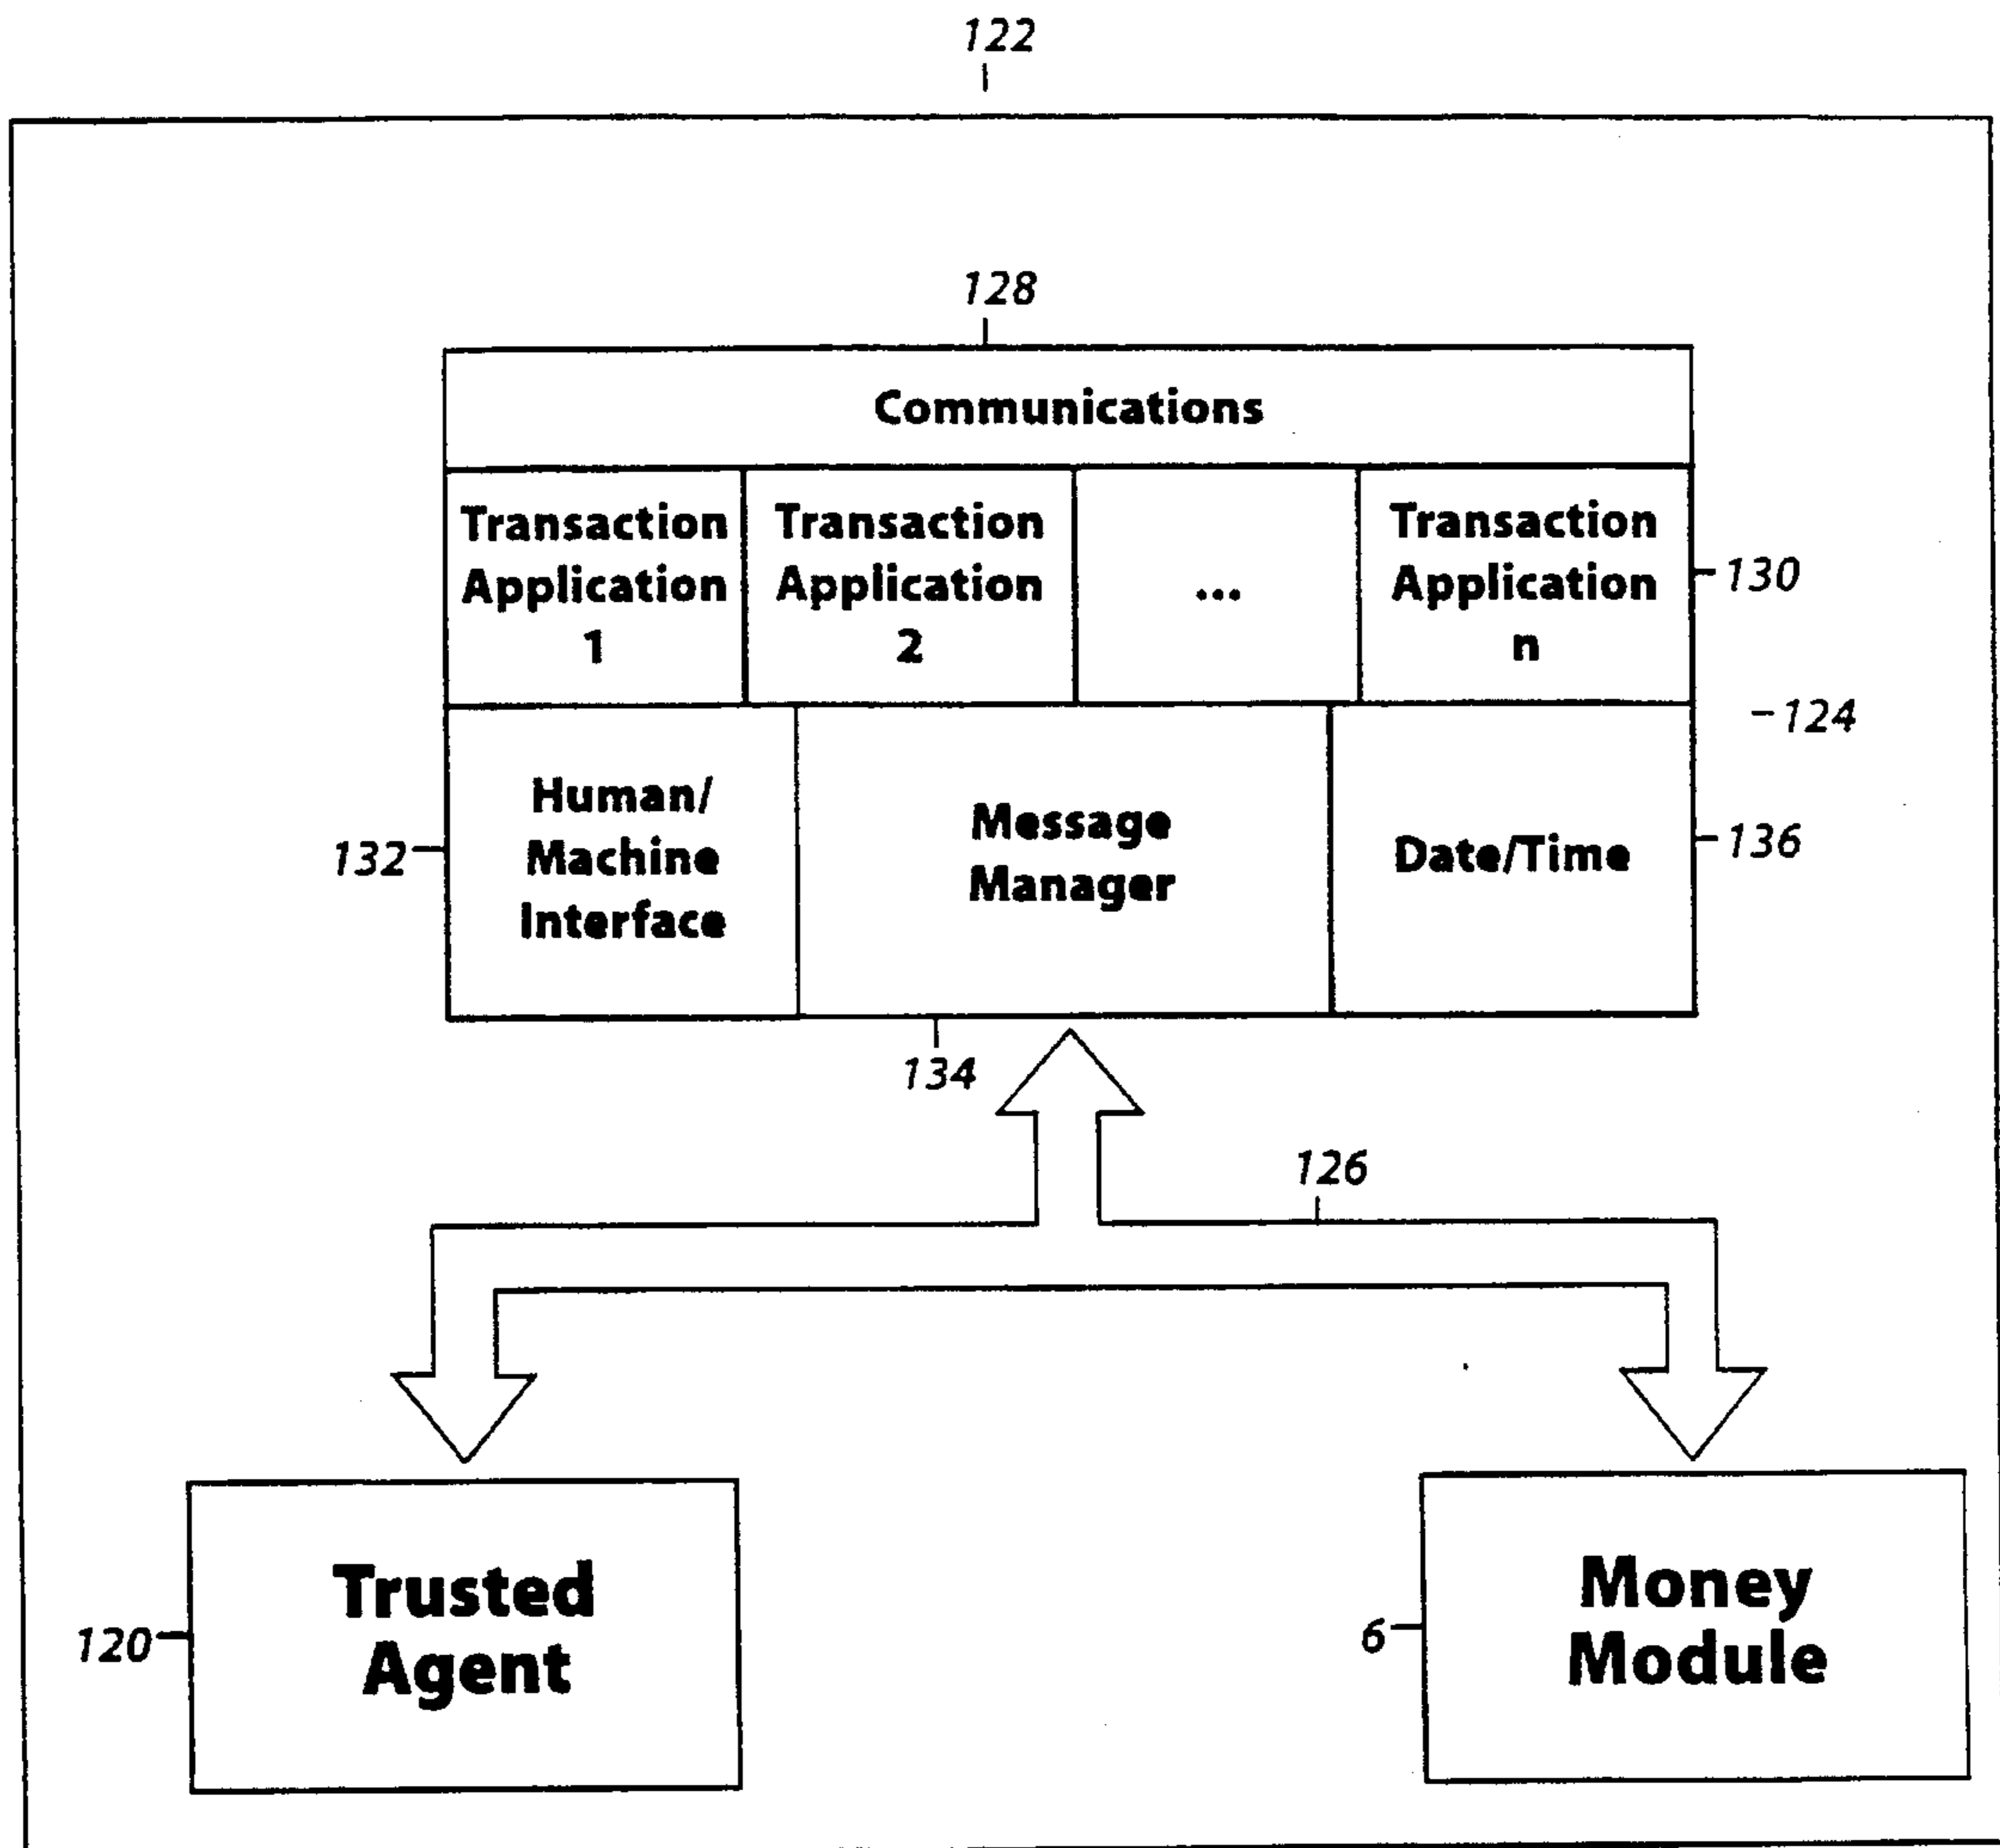 122
128
Communications
Transaction
Application
1
Transaction
Application
2
...
Transaction
Application
n
130
124
132
Human/
Machine
Interface
Message
Manager
Date/Time
136
134
126
120
Trusted
Agent
6
Money
Module